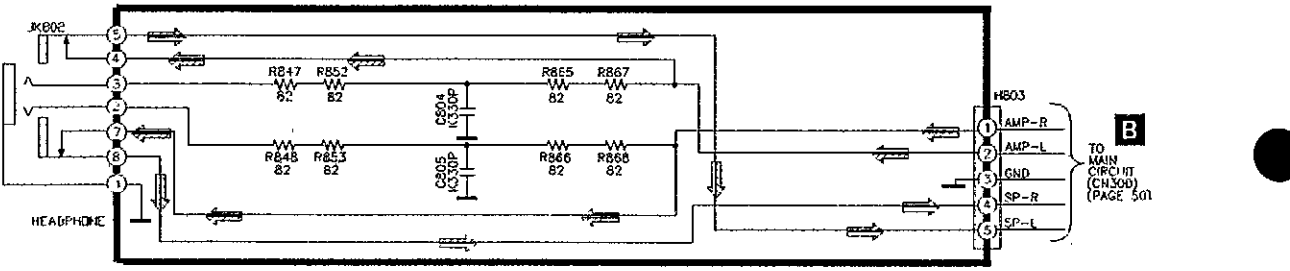 JK802
5
4
3
2
7
8
1
HEADPHONE
R847 R852
82 82
C804
K330P
R865 R867
82 82
R848 R853
82 82
C805
K330P
R866 R868
82 82
H803
1 AMP-R
2 AMP-L
3 GND
4 SP-R
5 SP-L
B
TO
MAIN
CIRCUIT
(CN300)
(PAGE 50)